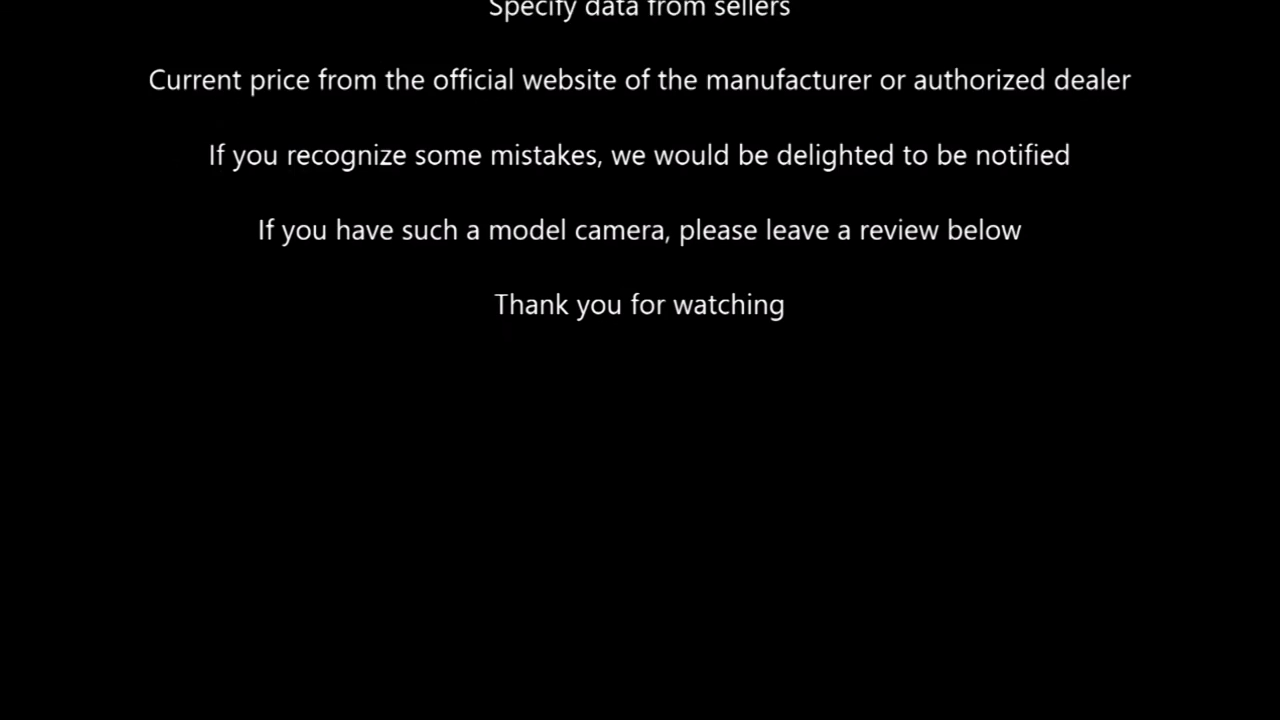 Specify data from sellers
Current price from the official website of the manufacturer or authorized dealer
If you recognize some mistakes, we would be delighted to be notified
If you have such a model camera, please leave a review below
Thank you for watching